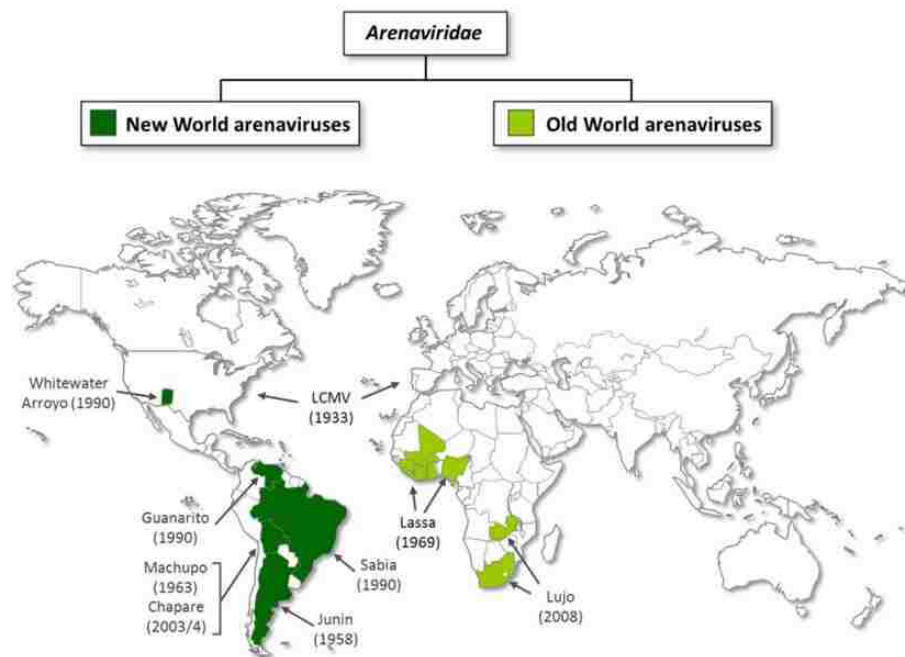 Arenaviridae
New World arenaviruses
Old World arenaviruses
Whitewater
Arroyo (1990)
LCMV
(1933)
Guanarito
(1990)
Lassa
(1969)
Machupo
(1963)
Chapare
(2003/4)
Sabia
(1990)
Junin
(1958)
Lujo
(2008)